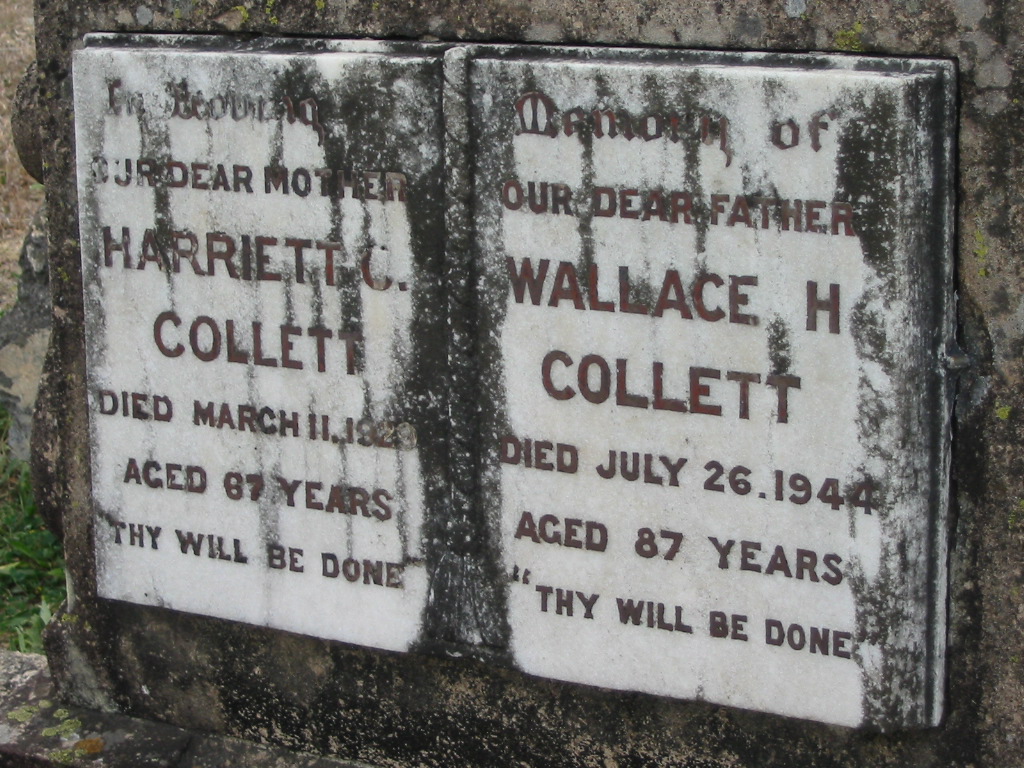 In Loving
OUR DEAR MOTHER
HARRIETT C.
COLLETT
DIED MARCH 11.
AGED 67 YEARS
THY WILL BE DONE
Memory of
OUR DEAR FATHER
WALLACE H
COLLETT
DIED JULY 26.1944
AGED 87 YEARS
"THY WILL BE DONE"